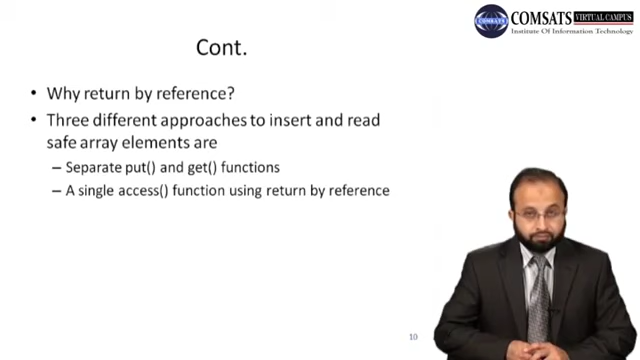 COMSATS
COMSATS VIRTUAL CAMPUS
Institute Of Information Technology
Cont.
• Why return by reference?
• Three different approaches to insert and read
safe array elements are
– Separate put() and get() functions
– A single access() function using return by reference
10